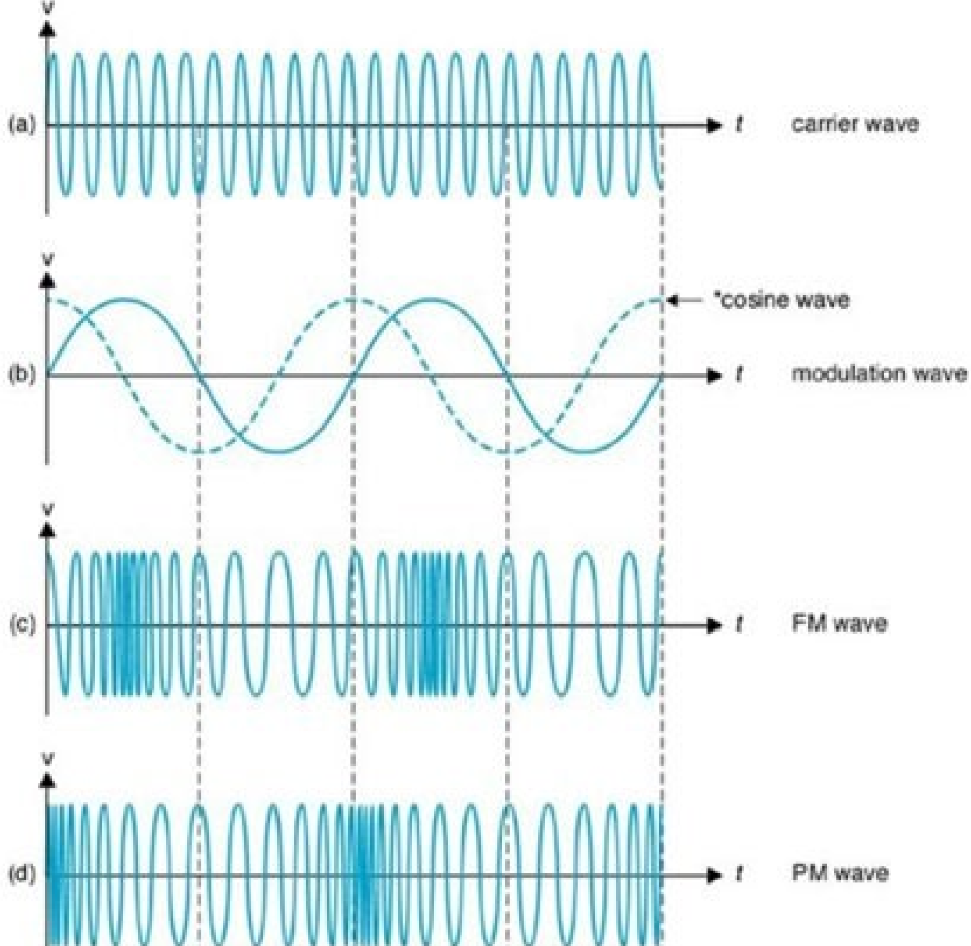 v
(a) t carrier wave
v
*cosine wave
(b) t modulation wave
v
(c) t FM wave
v
(d) t PM wave